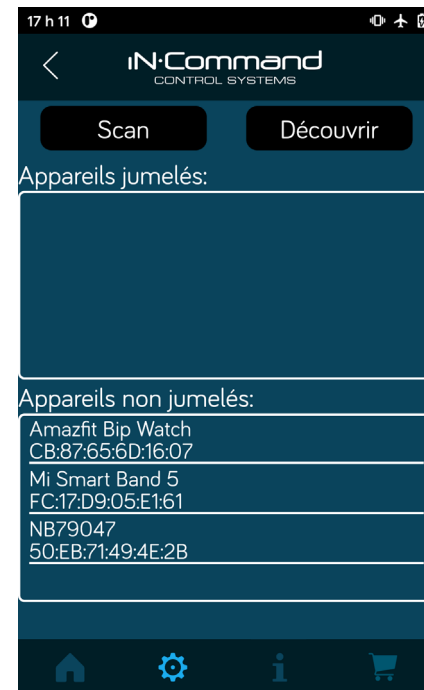 17 h 11
iN·Command
CONTROL SYSTEMS
Scan
Découvrir
Appareils jumelés:
Appareils non jumelés:
Amazfit Bip Watch
CB:87:65:6D:16:07
Mi Smart Band 5
FC:17:D9:05:E1:61
NB79047
50:EB:71:49:4E:2B